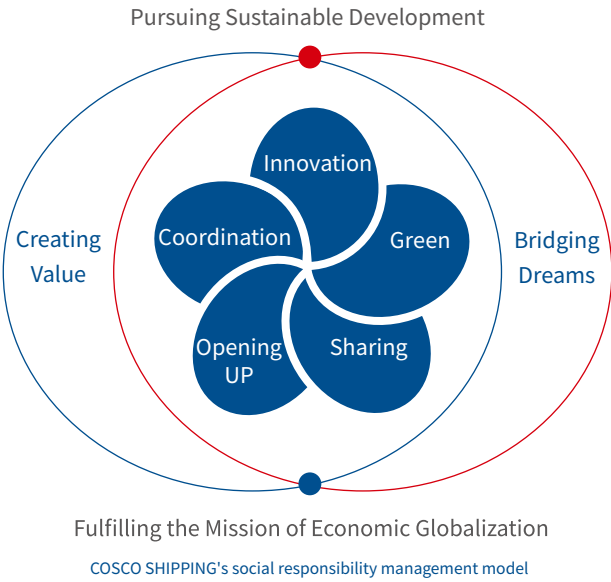 Pursuing Sustainable Development
Innovation
Coordination
Green
Creating
Value
Bridging
Dreams
Opening
UP
Sharing
Fulfilling the Mission of Economic Globalization
COSCO SHIPPING's social responsibility management model